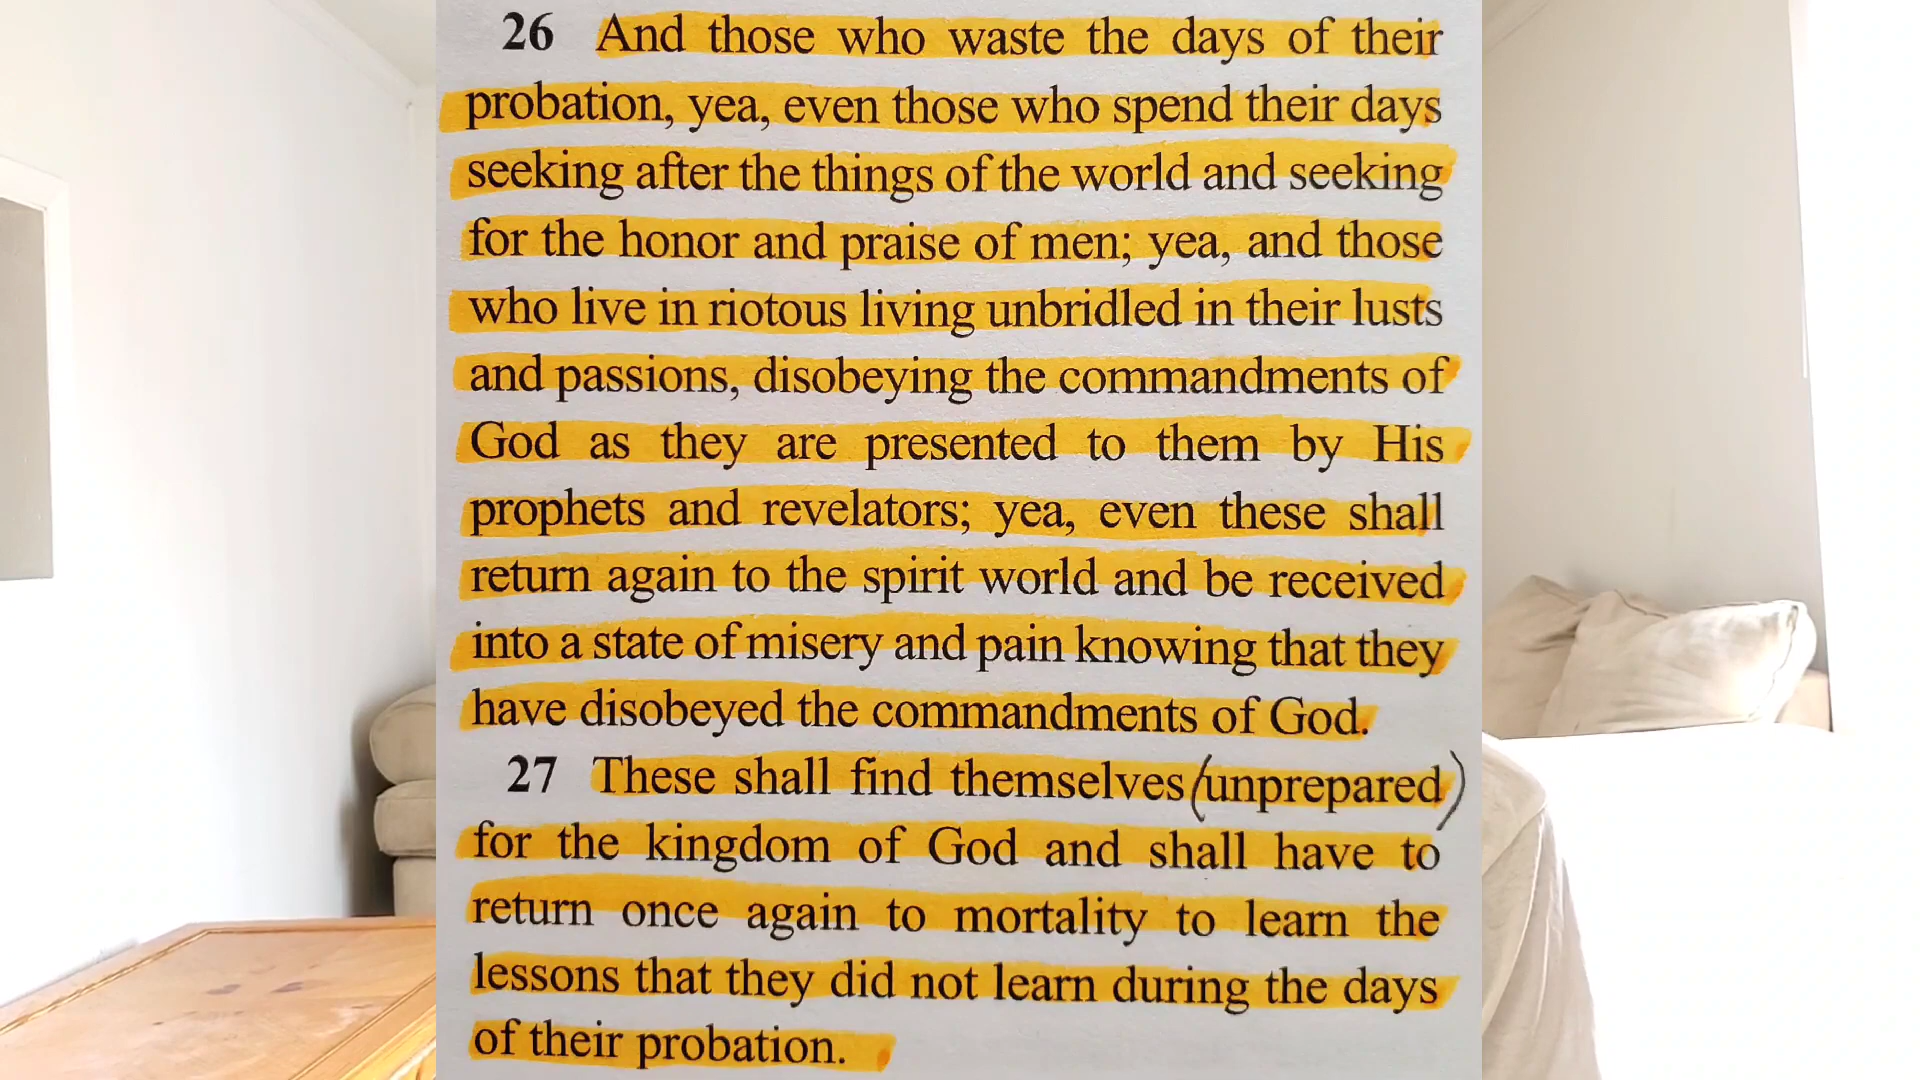 26 And those who waste the days of their
probation, yea, even those who spend their days
seeking after the things of the world and seeking
for the honor and praise of men; yea, and those
who live in riotous living unbridled in their lusts
and passions, disobeying the commandments of
God as they are presented to them by His
prophets and revelators; yea, even these shall
return again to the spirit world and be received
into a state of misery and pain knowing that they
have disobeyed the commandments of God.
27 These shall find themselves (unprepared)
for the kingdom of God and shall have to
return once again to mortality to learn the
lessons that they did not learn during the days
of their probation.